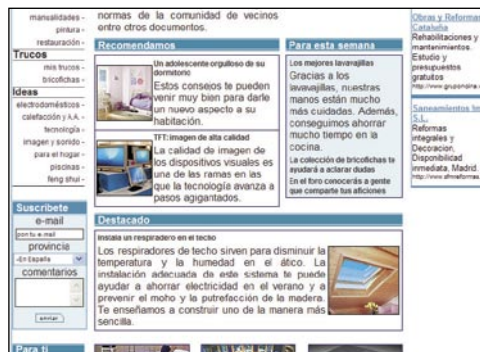 manualidades -
pintura -
restauración -
Trucos
mis trucos -
bricofichas -
Ideas
electrodomésticos -
calefacción y A.A. -
tecnología -
imagen y sonido -
para el hogar -
piscinas -
feng shui -
Suscribete
e-mail
pon tu e.mail
provincia
-En España
comentarios
enviar
Para ti
normas de la comunidad de vecinos
entre otros documentos.
Recomendamos
Un adolescente orgulloso de su
dormitorio
Estos consejos te pueden
venir muy bien para darle
un nuevo aspecto a su
habitación.
TFT: imagen de alta calidad
La calidad de imagen de
los dispositivos visuales es
una de las ramas en las
que la tecnología avanza a
pasos agigantados.
Para esta semana
Los mejores lavavajillas
Gracias a los
lavavajillas, nuestras
manos están mucho
más cuidadas. Además,
conseguimos ahorrar
mucho tiempo en la
cocina.
La colección de bricofichas te
ayudará a aclarar dudas
En el foro conocerás a gente
que comparte tus aficiones
Destacado
Instala un respiradero en el techo
Los respiradores de techo sirven para disminuir la
temperatura y la humedad en el ático. La
instalación adecuada de este sistema te puede
ayudar a ahorrar electricidad en el verano y a
prevenir el moho y la putrefacción de la madera.
Te enseñamos a construir uno de la manera más
sencilla.
Obras y Reformas
Cataluña
Rehabilitaciones y
mantenimientos.
Estudio y
presupuestos
gratuitos
Saneamientos Im
S.L.
Reformas
integrales y
Decoracion,
Disponibilidad
inmediata, Madrid.